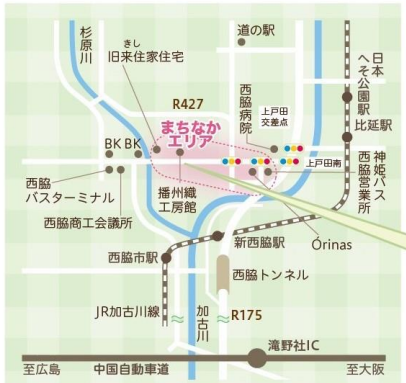 杉原川
道の駅
きし
旧来住家住宅
日本へそ公園駅
R427
まちなか
エリア
西脇病院
上戸田
交差点
比延駅
BK BK
上戸田南
神姫バス
西脇営業所
西脇
バスターミナル
播州織
工房館
西脇商工会議所
新西脇駅
Órinas
西脇市駅
西脇トンネル
JR加古川線
加古川
R175
滝野社IC
至広島
中国自動車道
至大阪